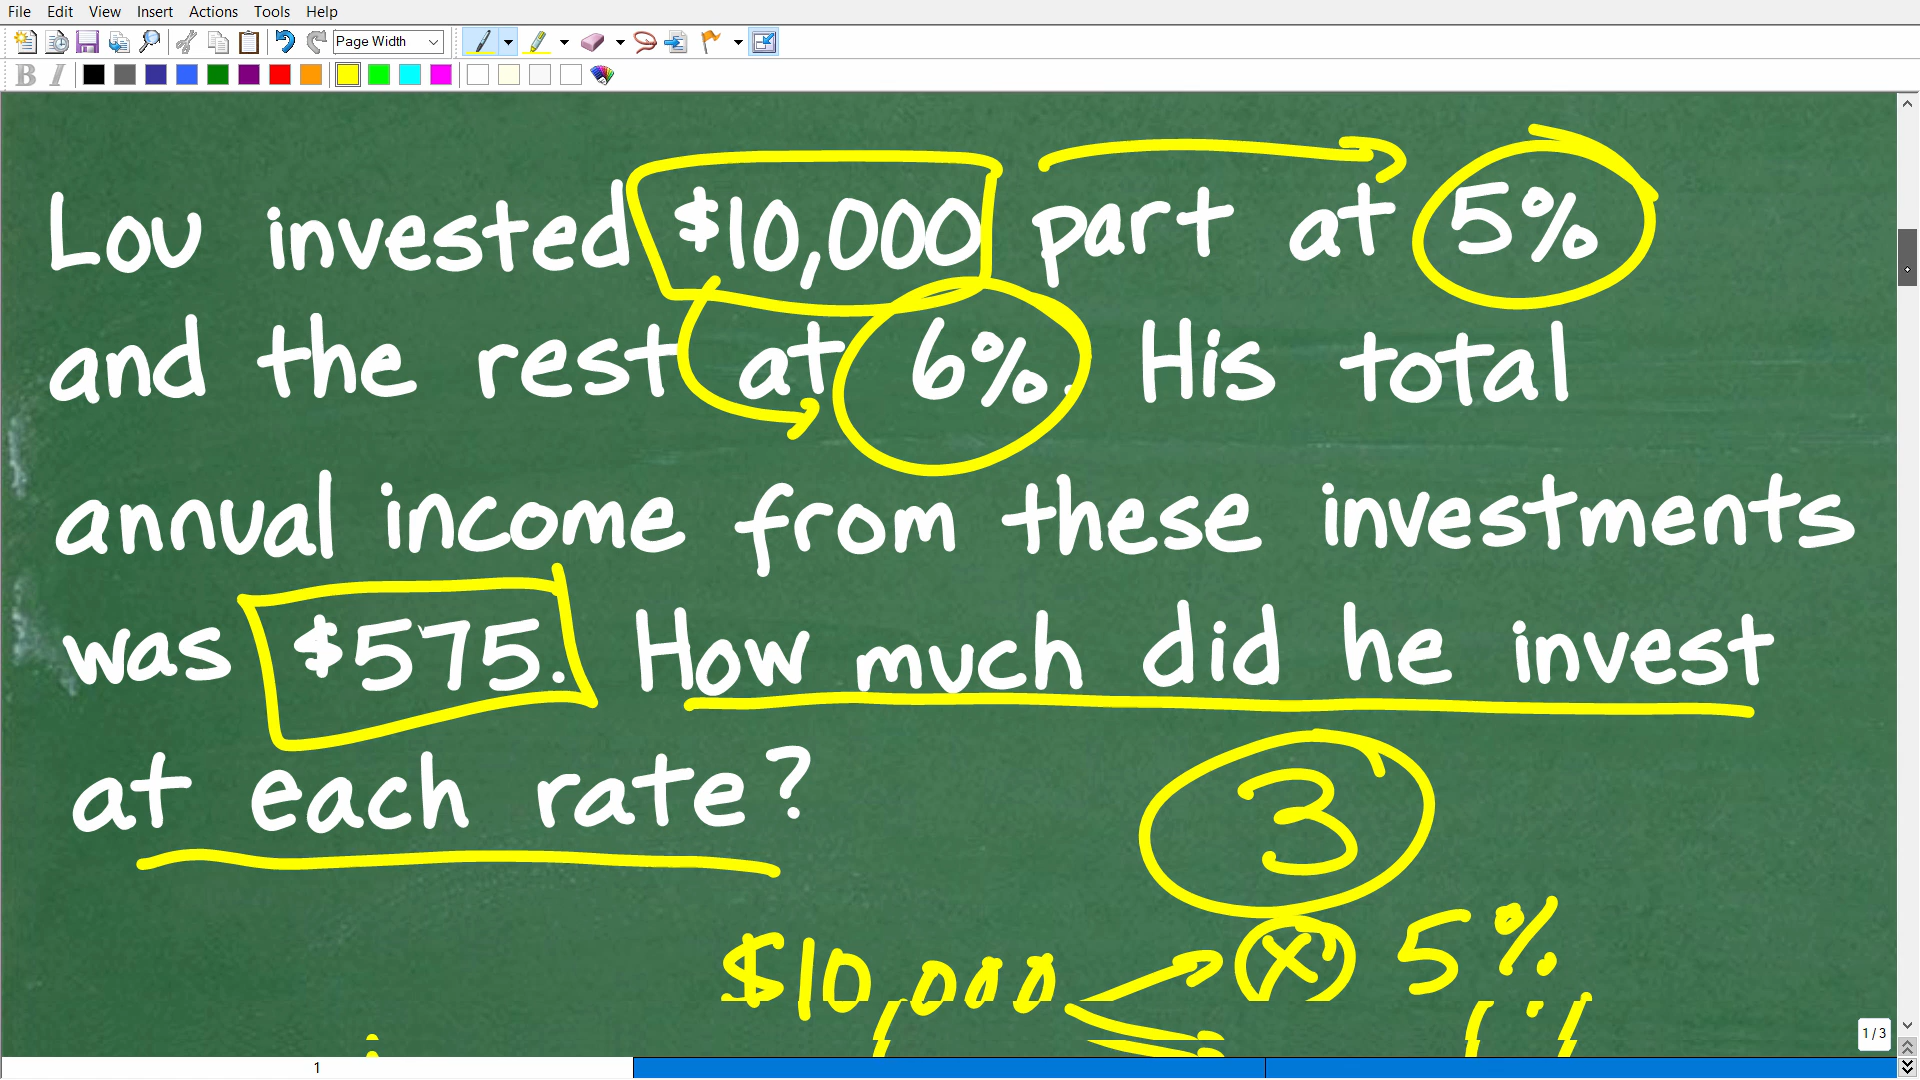 File Edit View Insert Actions Tools Help
Page Width
B I
Lou invested $10,000 part at 5%
and the rest at 6%. His total
annual income from these investments
was $575. How much did he invest
at each rate?
3
$10,000 x 5%
1 / 3
1